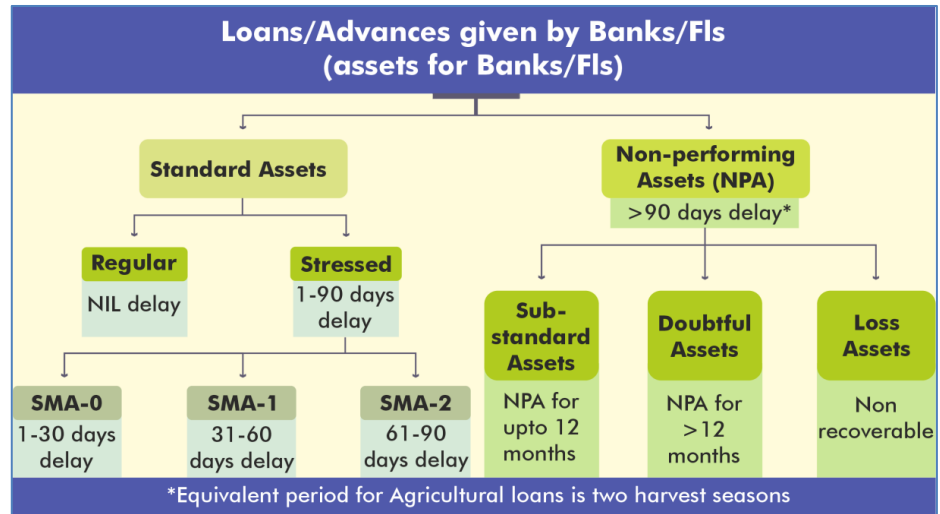 Loans/Advances given by Banks/FIs
(assets for Banks/FIs)
Standard Assets
Non-performing
Assets (NPA)
>90 days delay*
Regular
NIL delay
Stressed
1-90 days
delay
SMA-0
1-30 days
delay
SMA-1
31-60
days delay
SMA-2
61-90
days delay
Sub-
standard
Assets
NPA for
upto 12
months
Doubtful
Assets
NPA for
>12
months
Loss
Assets
Non
recoverable
*Equivalent period for Agricultural loans is two harvest seasons